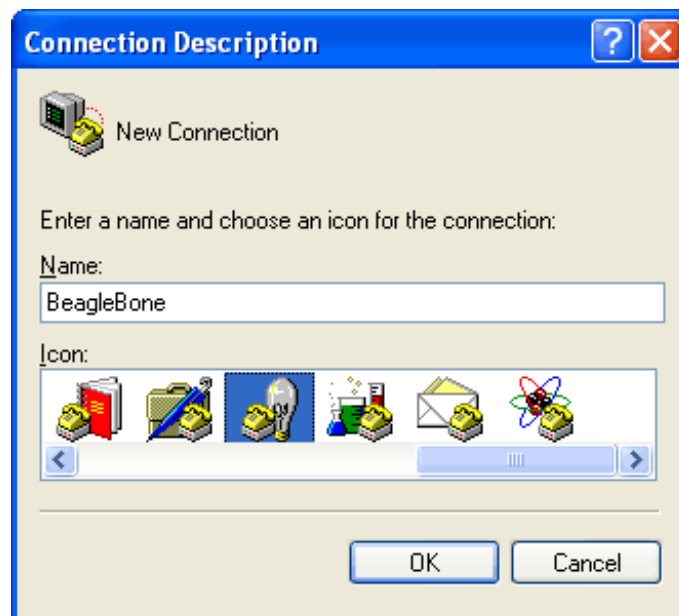 Connection Description
New Connection
Enter a name and choose an icon for the connection:
Name:
BeagleBone
Icon:
OK Cancel